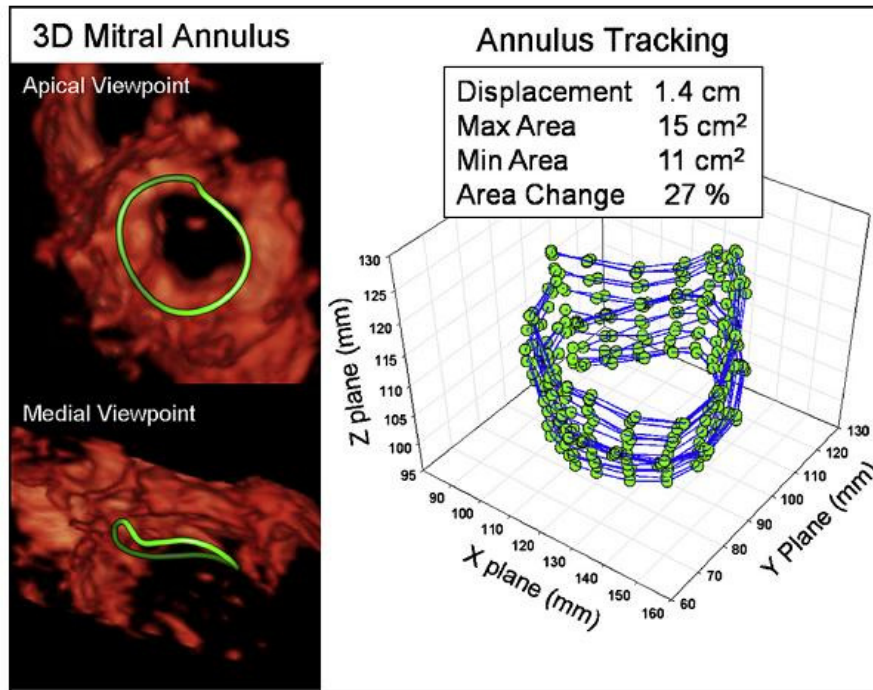 3D Mitral Annulus
Apical Viewpoint
Medial Viewpoint
Annulus Tracking
Displacement 1.4 cm
Max Area 15 cm²
Min Area 11 cm²
Area Change 27 %
130
125
120
115
110
105
100
95
Z plane (mm)
90
100
110
120
130
140
150
160
X plane (mm)
60
70
80
90
100
110
120
130
Y Plane (mm)